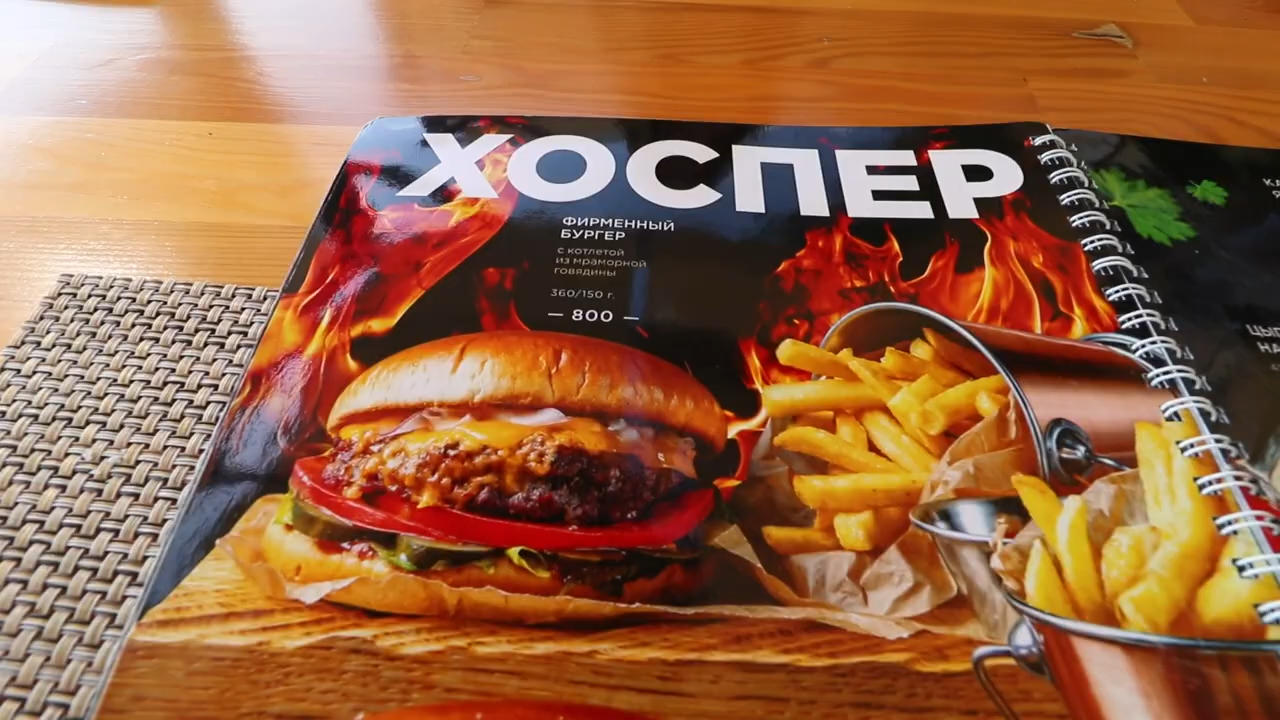 ХОСПЕР
ФИРМЕННЫЙ
БУРГЕР
с котлетой
из мраморной
говядины
360/150 г.
— 800 —